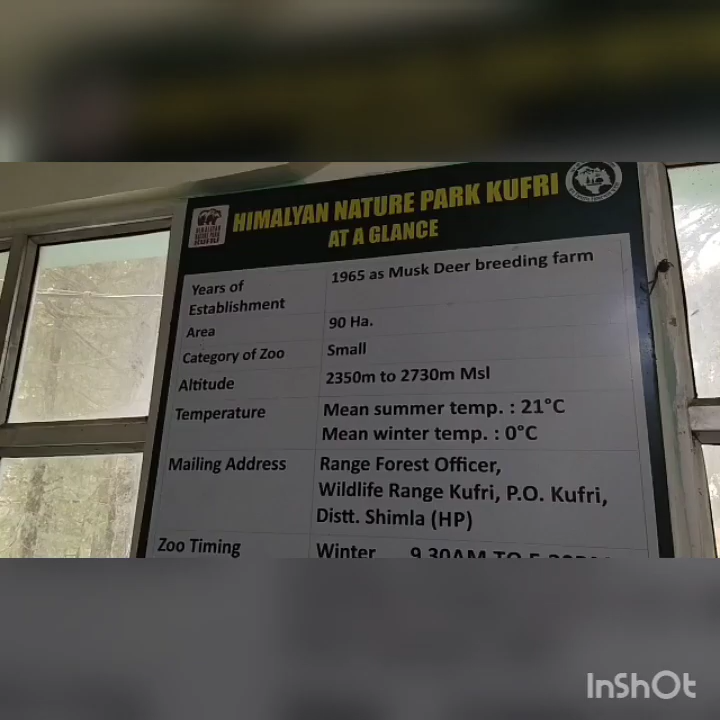 HIMALYAN NATURE PARK KUFRI
AT A GLANCE
Years of Establishment 1965 as Musk Deer breeding farm
Area 90 Ha.
Category of Zoo Small
Altitude 2350m to 2730m Msl
Temperature Mean summer temp. : 21°C
Mean winter temp. : 0°C
Mailing Address Range Forest Officer,
Wildlife Range Kufri, P.O. Kufri,
Distt. Shimla (HP)
Zoo Timing Winter 9.30AM TO
InShOt